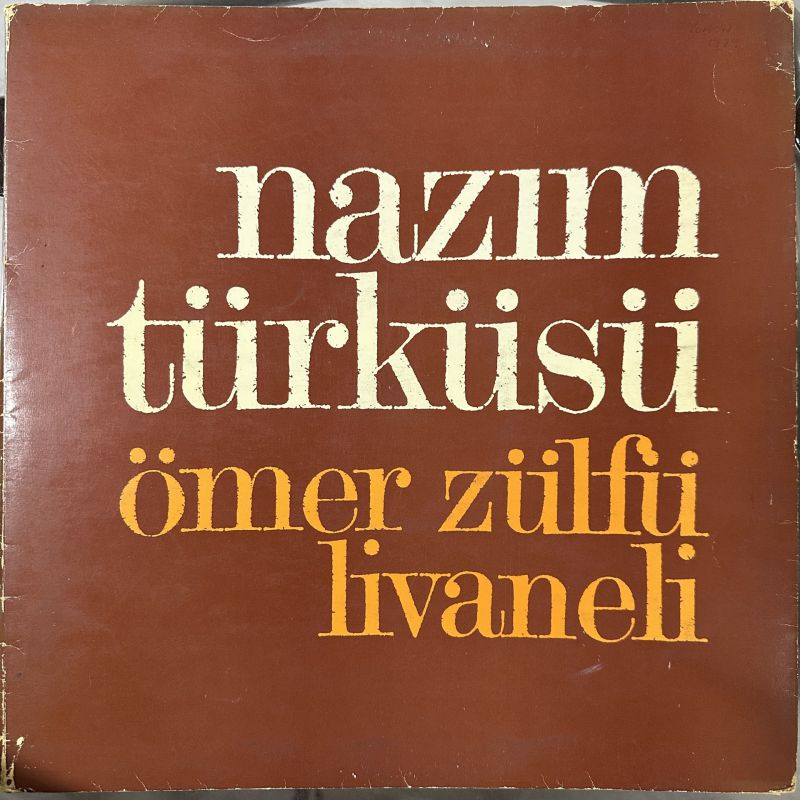 nazım
türküsü
ömer zülfü
livaneli